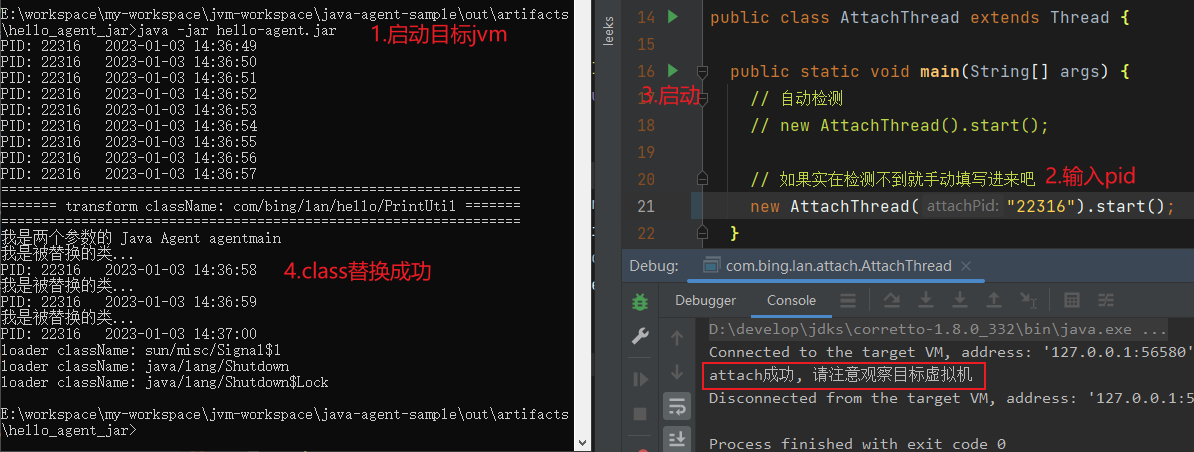 E:\workspace\my-workspace\jvm-workspace\java-agent-sample\out\artifacts
\hello_agent_jar>java -jar hello-agent.jar
1.启动目标jvm
PID: 22316 2023-01-03 14:36:49
PID: 22316 2023-01-03 14:36:50
PID: 22316 2023-01-03 14:36:51
PID: 22316 2023-01-03 14:36:52
PID: 22316 2023-01-03 14:36:53
PID: 22316 2023-01-03 14:36:54
PID: 22316 2023-01-03 14:36:55
PID: 22316 2023-01-03 14:36:56
PID: 22316 2023-01-03 14:36:57
=================================================================
======= transform className: com/bing/lan/hello/PrintUtil =======
=================================================================
我是两个参数的 Java Agent agentmain
我是被替换的类...
PID: 22316 2023-01-03 14:36:58
4.class替换成功
我是被替换的类...
PID: 22316 2023-01-03 14:36:59
我是被替换的类...
PID: 22316 2023-01-03 14:37:00
loader className: sun/misc/Signal$1
loader className: java/lang/Shutdown
loader className: java/lang/Shutdown$Lock
E:\workspace\my-workspace\jvm-workspace\java-agent-sample\out\artifacts
\hello_agent_jar>
leeks
14 public class AttachThread extends Thread {
15
16 public static void main(String[] args) {
3.启动
17 // 自动检测
18 // new AttachThread().start();
19
20 // 如果实在检测不到就手动填写进来吧
2.输入pid
21 new AttachThread( attachPid: "22316").start();
22 }
Debug: com.bing.lan.attach.AttachThread
Debugger Console
D:\develop\jdks\corretto-1.8.0_332\bin\java.exe ...
Connected to the target VM, address: '127.0.0.1:56580'
attach成功, 请注意观察目标虚拟机
Disconnected from the target VM, address: '127.0.0.1:5
Process finished with exit code 0